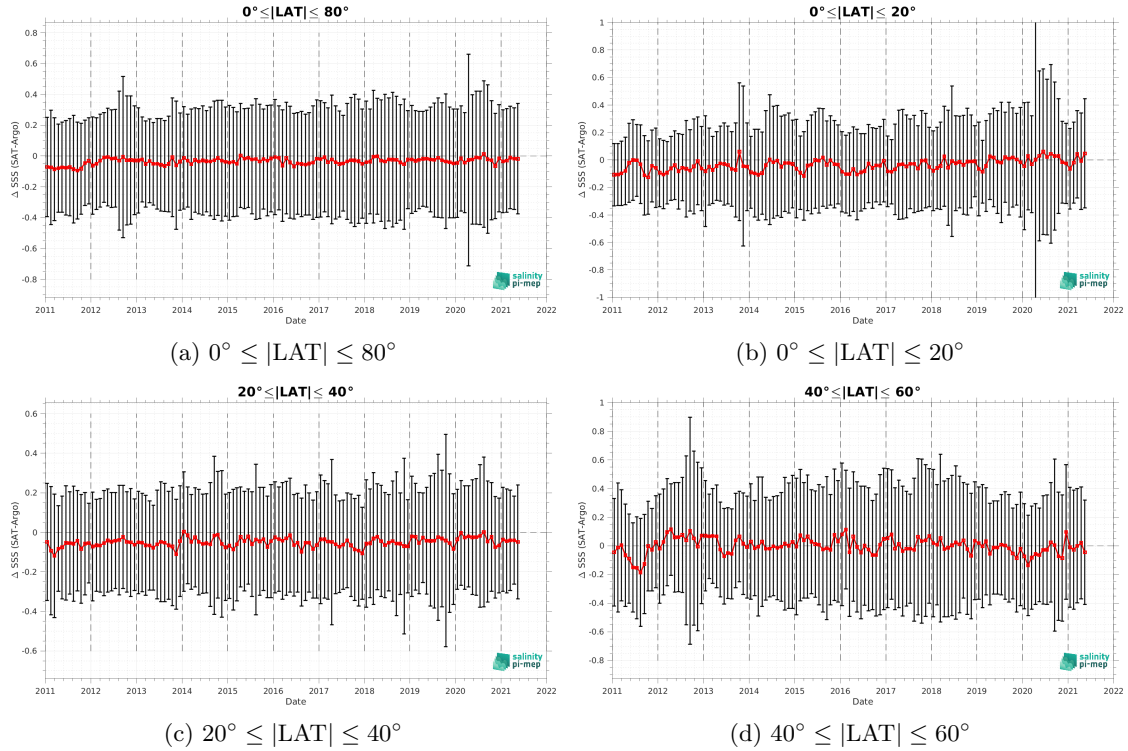 0°≤|LAT|≤ 80°
0.8
0.6
0.4
0.2
0
-0.2
-0.4
-0.6
-0.8
Δ SSS (SAT-Argo)
2011 2012 2013 2014 2015 2016 2017 2018 2019 2020 2021 2022
Date
salinity
pi-mep
(a) 0° ≤ |LAT| ≤ 80°
0°≤|LAT|≤ 20°
1
0.8
0.6
0.4
0.2
0
-0.2
-0.4
-0.6
-0.8
-1
Δ SSS (SAT-Argo)
2011 2012 2013 2014 2015 2016 2017 2018 2019 2020 2021 2022
Date
salinity
pi-mep
(b) 0° ≤ |LAT| ≤ 20°
20°≤|LAT|≤ 40°
0.6
0.4
0.2
0
-0.2
-0.4
-0.6
Δ SSS (SAT-Argo)
2011 2012 2013 2014 2015 2016 2017 2018 2019 2020 2021 2022
Date
salinity
pi-mep
(c) 20° ≤ |LAT| ≤ 40°
40°≤|LAT|≤ 60°
1
0.8
0.6
0.4
0.2
0
-0.2
-0.4
-0.6
-0.8
Δ SSS (SAT-Argo)
2011 2012 2013 2014 2015 2016 2017 2018 2019 2020 2021 2022
Date
salinity
pi-mep
(d) 40° ≤ |LAT| ≤ 60°